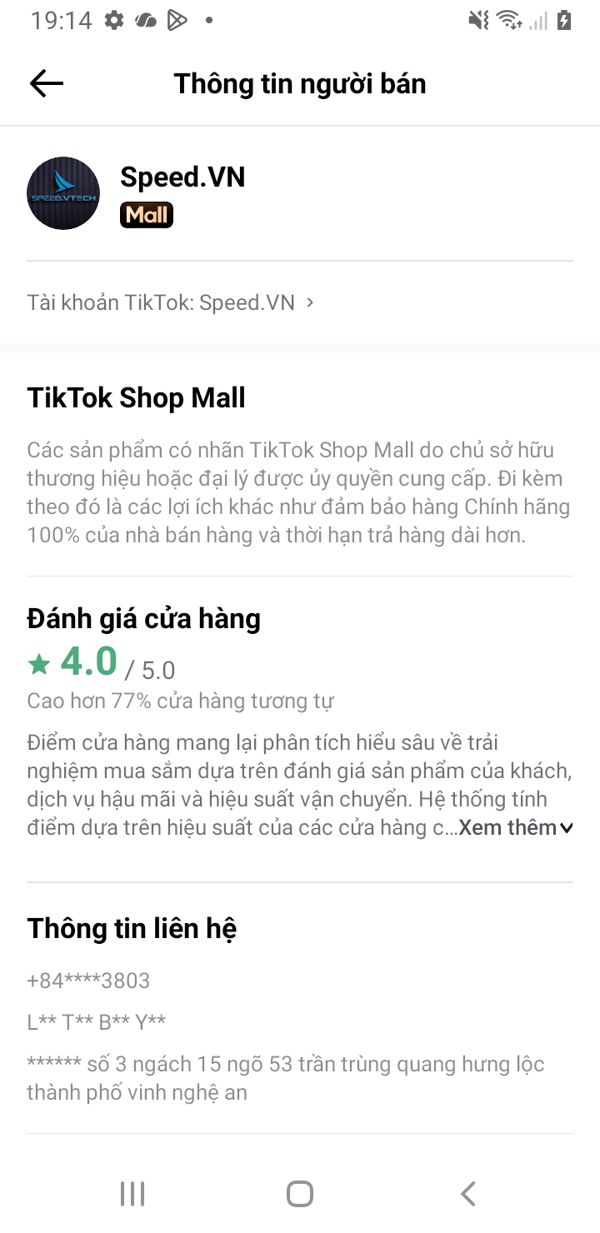 19:14
Thông tin người bán
SPEED.VTECH
Speed.VN
Mall
Tài khoản TikTok: Speed.VN
TikTok Shop Mall
Các sản phẩm có nhãn TikTok Shop Mall do chủ sở hữu
thương hiệu hoặc đại lý được ủy quyền cung cấp. Đi kèm
theo đó là các lợi ích khác như đảm bảo hàng Chính hãng
100% của nhà bán hàng và thời hạn trả hàng dài hơn.
Đánh giá cửa hàng
4.0 / 5.0
Cao hơn 77% cửa hàng tương tự
Điểm cửa hàng mang lại phân tích hiểu sâu về trải
nghiệm mua sắm dựa trên đánh giá sản phẩm của khách,
dịch vụ hậu mãi và hiệu suất vận chuyển. Hệ thống tính
điểm dựa trên hiệu suất của các cửa hàng c...Xem thêm
Thông tin liên hệ
+84****3803
L** T** B** Y**
****** số 3 ngách 15 ngõ 53 trần trùng quang hưng lộc
thành phố vinh nghệ an